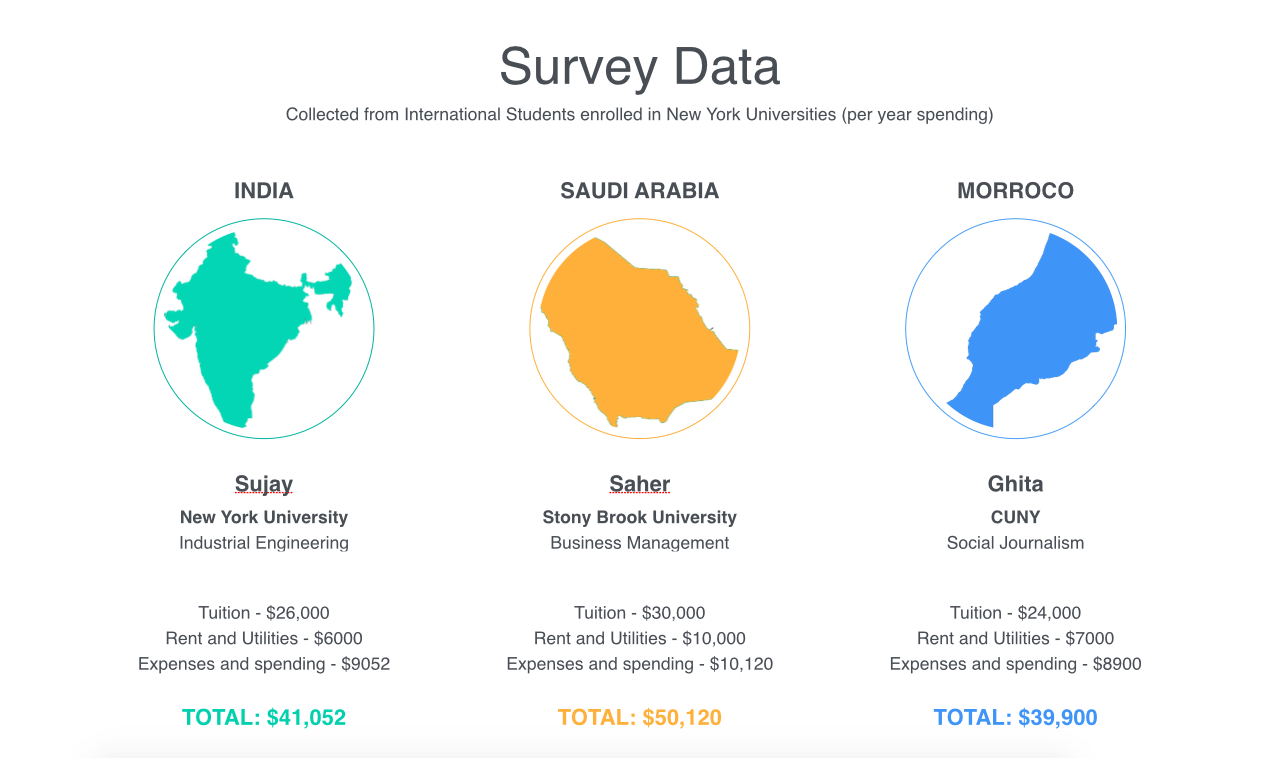 Survey Data
Collected from International Students enrolled in New York Universities (per year spending)
INDIA
SAUDI ARABIA
MORROCO
Sujay
New York University
Industrial Engineering
Saher
Stony Brook University
Business Management
Ghita
CUNY
Social Journalism
Tuition - $26,000
Rent and Utilities - $6000
Expenses and spending - $9052
TOTAL: $41,052
Tuition - $30,000
Rent and Utilities - $10,000
Expenses and spending - $10,120
TOTAL: $50,120
Tuition - $24,000
Rent and Utilities - $7000
Expenses and spending - $8900
TOTAL: $39,900